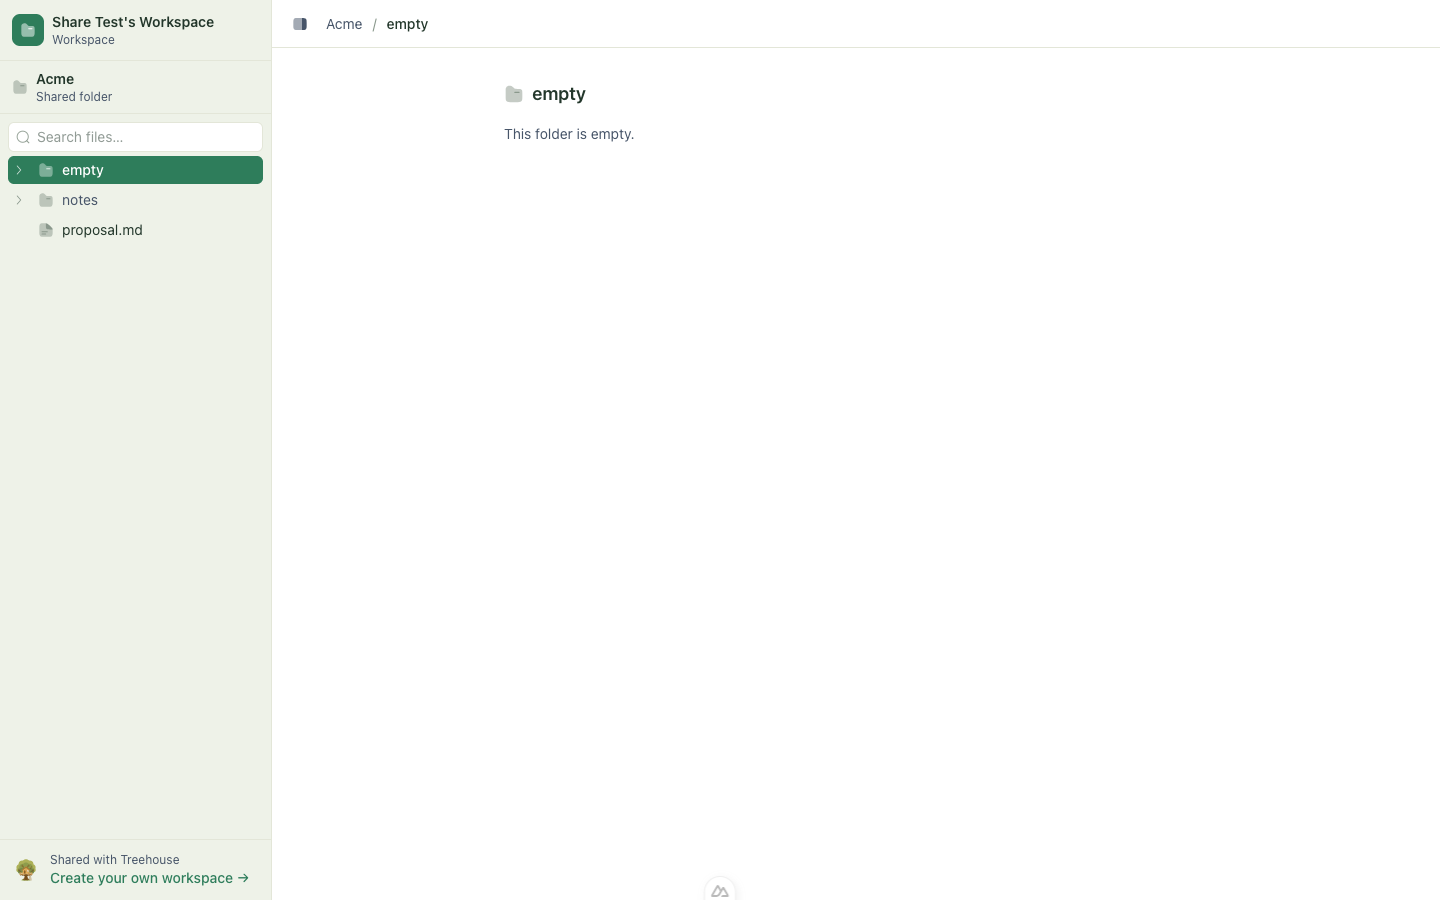 Share Test's Workspace
Workspace
Acme
Shared folder
Search files...
empty
notes
proposal.md
Shared with Treehouse
Create your own workspace →
Acme / empty
empty
This folder is empty.